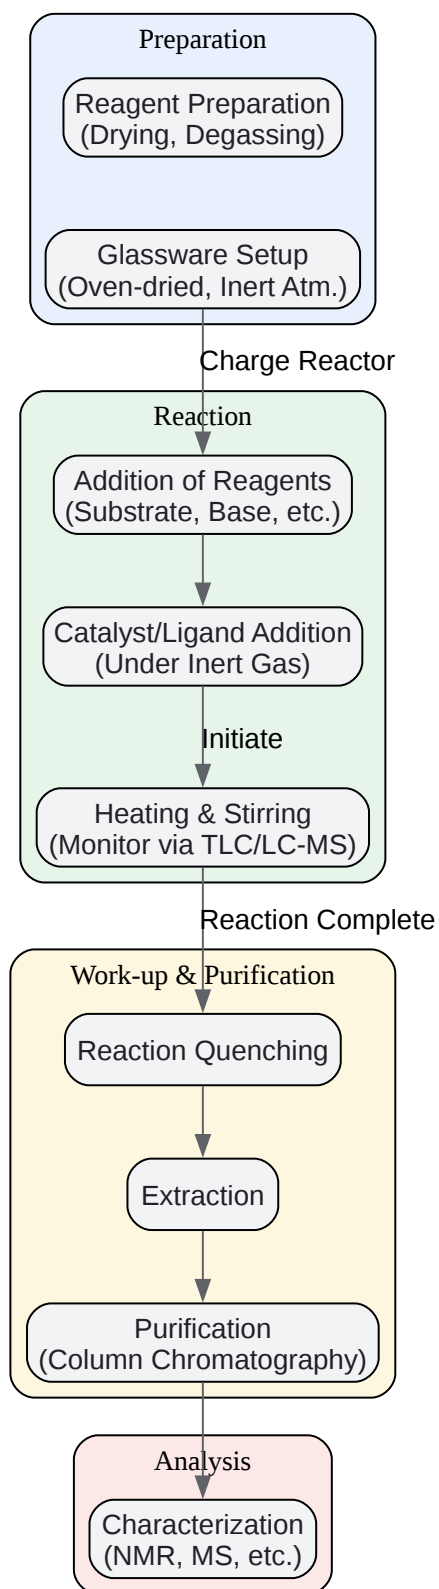 Preparation
Reagent Preparation
(Drying, Degassing)
Glassware Setup
(Oven-dried, Inert Atm.)
Charge Reactor
Reaction
Addition of Reagents
(Substrate, Base, etc.)
Catalyst/Ligand Addition
(Under Inert Gas)
Initiate
Heating & Stirring
(Monitor via TLC/LC-MS)
Reaction Complete
Work-up & Purification
Reaction Quenching
Extraction
Purification
(Column Chromatography)
Analysis
Characterization
(NMR, MS, etc.)